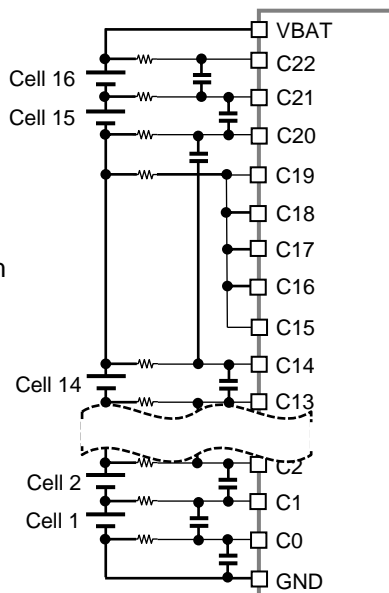 VBAT
C22
Cell 16
C21
Cell 15
C20
C19
C18
C17
n
C16
C15
C14
Cell 14
C13
C2
Cell 2
C1
Cell 1
C0
GND